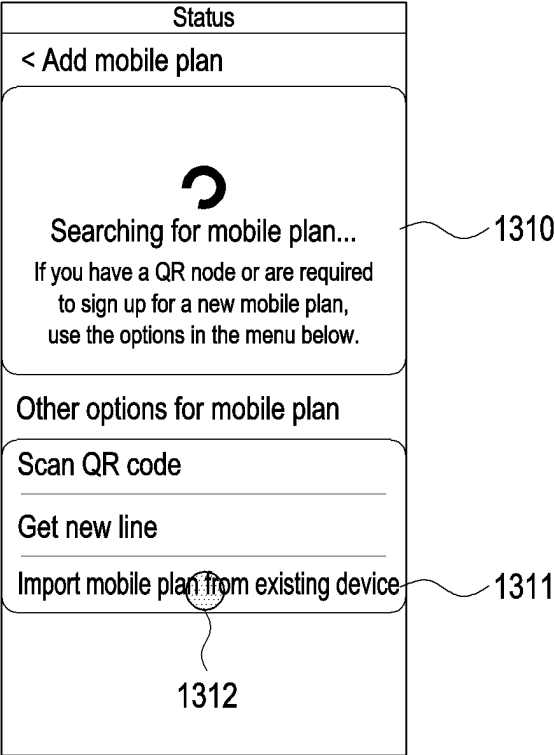 Status
< Add mobile plan
Searching for mobile plan...
If you have a QR node or are required
to sign up for a new mobile plan,
use the options in the menu below.
1310
Other options for mobile plan
Scan QR code
Get new line
Import mobile plan from existing device
1311
1312